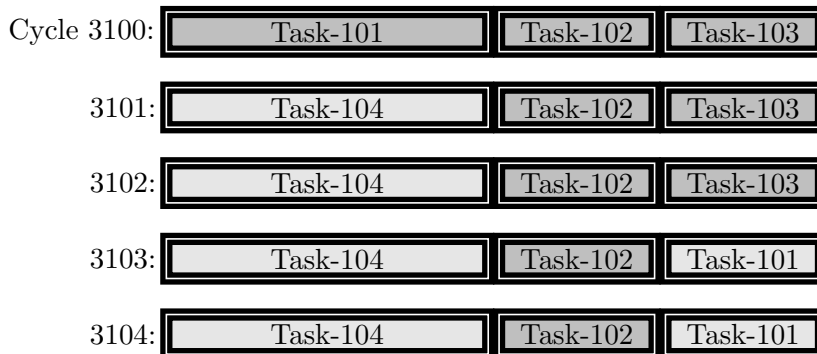 Cycle 3100: Task-101 Task-102 Task-103
3101: Task-104 Task-102 Task-103
3102: Task-104 Task-102 Task-103
3103: Task-104 Task-102 Task-101
3104: Task-104 Task-102 Task-101